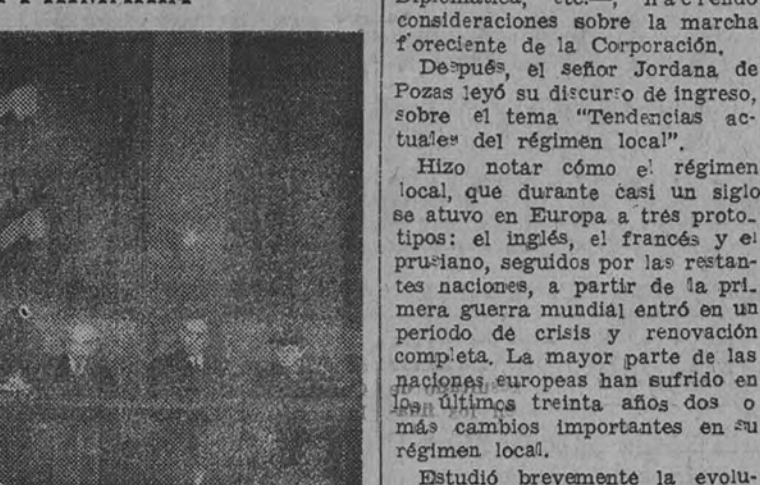 Diplomática, etc.—, haciendo
consideraciones sobre la marcha
foreciente de la Corporación.
Después, el señor Jordana de
Pozas leyó su discurso de ingreso,
sobre el tema "Tendencias ac-
tuales del régimen local".
Hizo notar cómo el régimen
local, que durante casi un siglo
se atuvo en Europa a tres proto-
tipos: el inglés, el francés y el
prusiano, seguidos por las restan-
tes naciones, a partir de la pri-
mera guerra mundial entró en un
período de crisis y renovación
completa. La mayor parte de las
naciones europeas han sufrido en
los últimos treinta años dos o
más cambios importantes en su
régimen local.
Estudió brevemente la evolu-